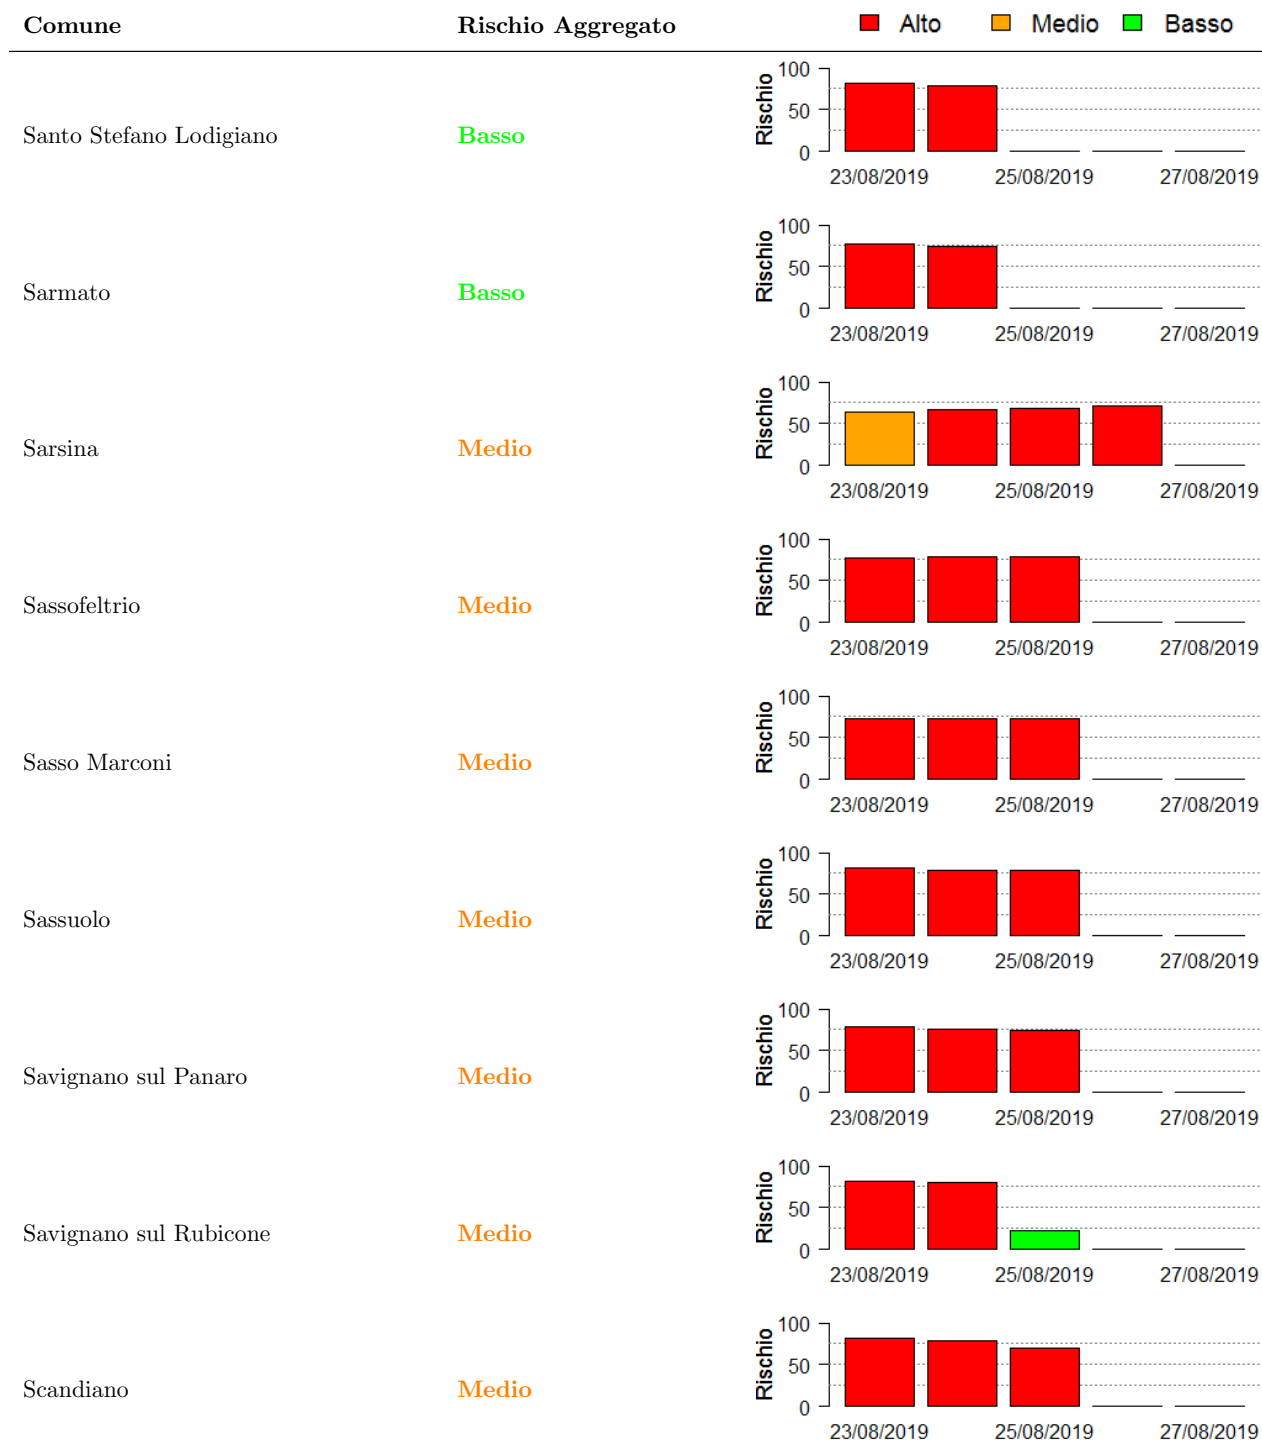 Comune Rischio Aggregato Alto Medio Basso
Santo Stefano Lodigiano Basso
Rischio
100
50
0
23/08/2019 25/08/2019 27/08/2019
Sarmato Basso
Rischio
100
50
0
23/08/2019 25/08/2019 27/08/2019
Sarsina Medio
Rischio
100
50
0
23/08/2019 25/08/2019 27/08/2019
Sassofeltrio Medio
Rischio
100
50
0
23/08/2019 25/08/2019 27/08/2019
Sasso Marconi Medio
Rischio
100
50
0
23/08/2019 25/08/2019 27/08/2019
Sassuolo Medio
Rischio
100
50
0
23/08/2019 25/08/2019 27/08/2019
Savignano sul Panaro Medio
Rischio
100
50
0
23/08/2019 25/08/2019 27/08/2019
Savignano sul Rubicone Medio
Rischio
100
50
0
23/08/2019 25/08/2019 27/08/2019
Scandiano Medio
Rischio
100
50
0
23/08/2019 25/08/2019 27/08/2019